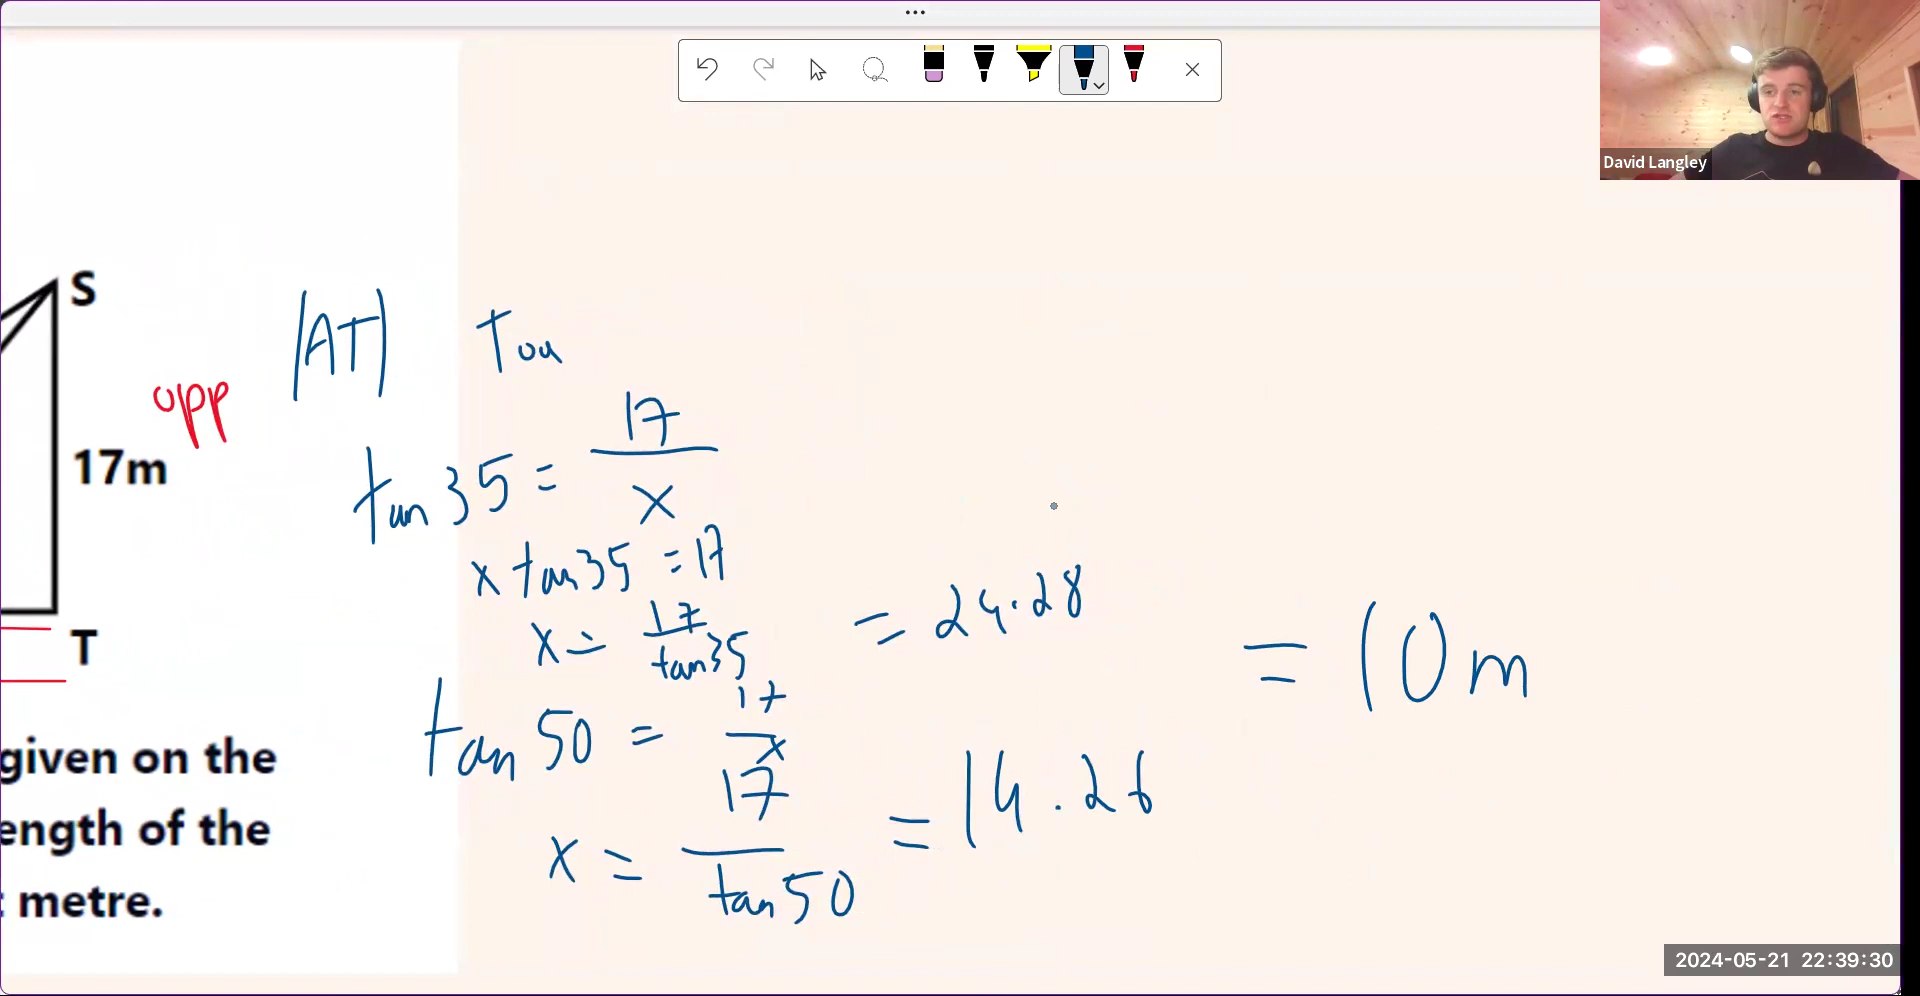 ...
David Langley
S
|AT| Toa
opp
17
tan 35 = x
17m
x tan35 = 17
x = 17 = 24.28
tan35
T
= 10m
tan 50 = 17
x
given on the
17
x = = 14.26
ength of the
tan50
metre.
2024-05-21 22:39:30